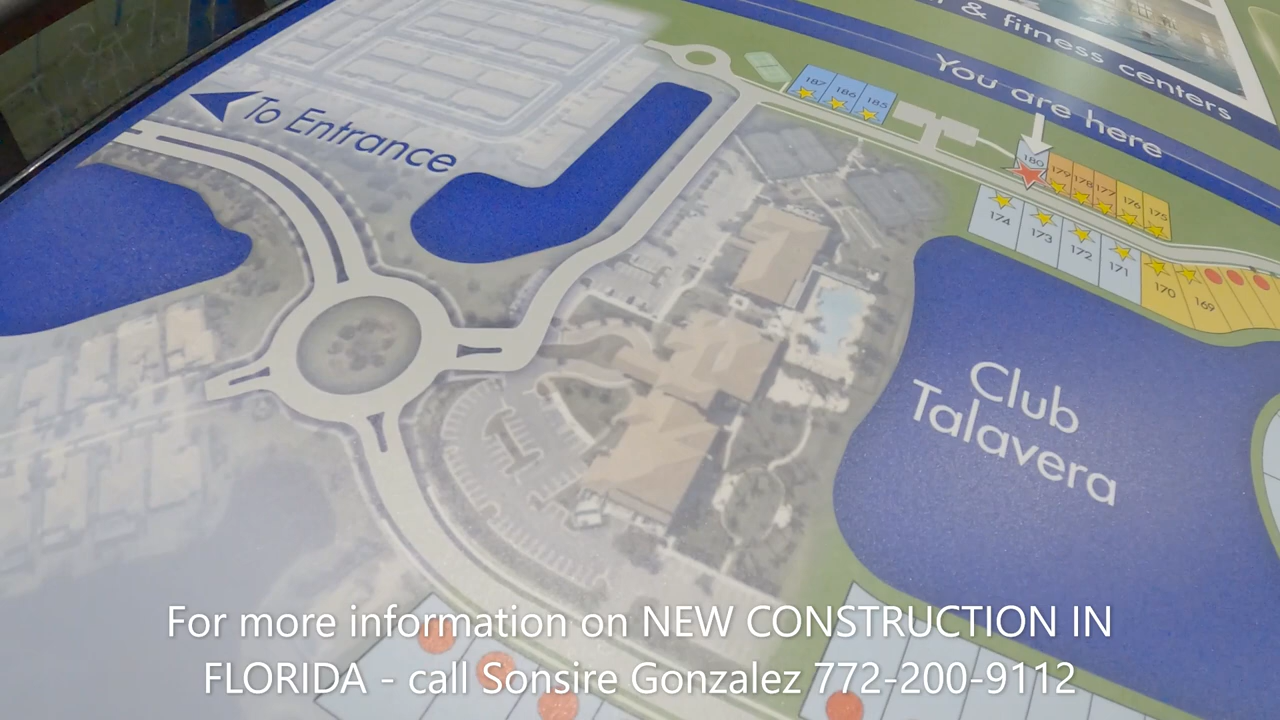 & fitness centers
You are here
To Entrance
187 186 185
180 179 178 177 176 175
174 173 172 171 170 169
Club
Talavera
For more information on NEW CONSTRUCTION IN
FLORIDA - call Sonsire Gonzalez 772-200-9112